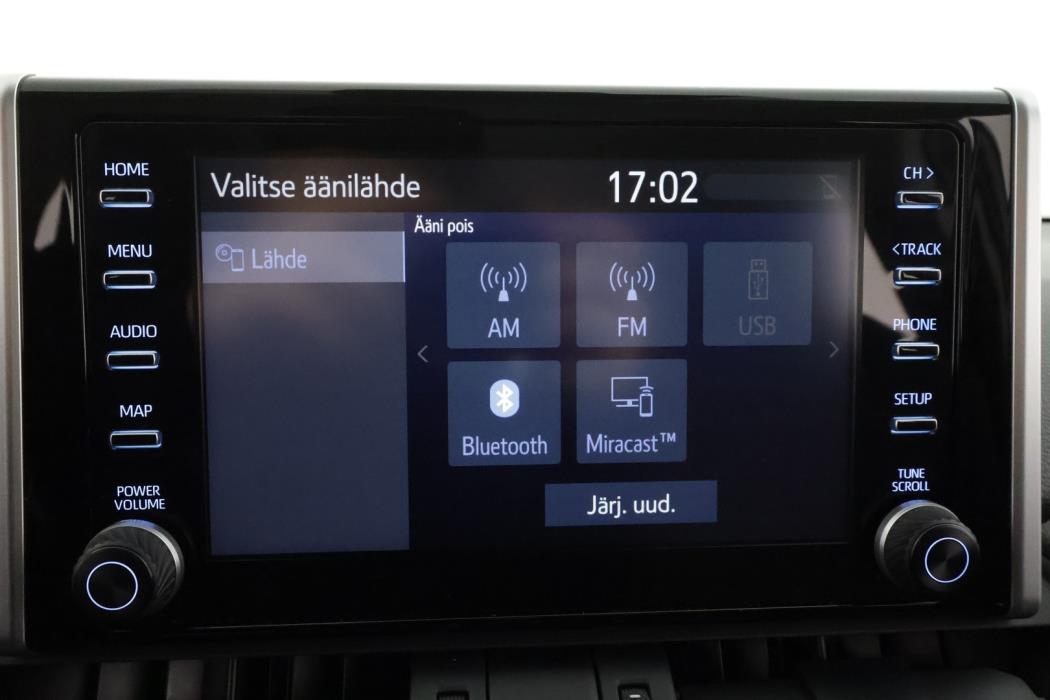 HOME
MENU
AUDIO
MAP
POWER
VOLUME
Valitse äänilähde
17:02
Lähde
Ääni pois
AM
FM
USB
Bluetooth
Miracast™
Järj. uud.
CH >
< TRACK
PHONE
SETUP
TUNE
SCROLL